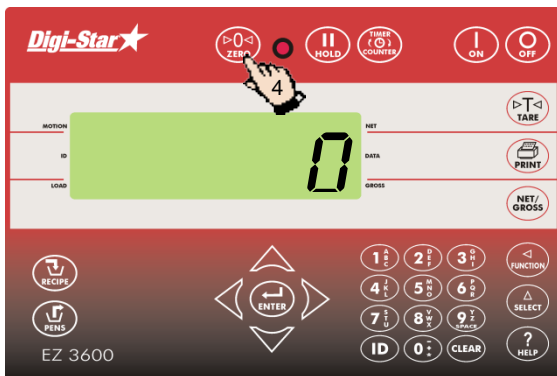 Digi-Star
▷0◁ ZERO
HOLD
TIMER COUNTER
ON
OFF
4
▷T◁ TARE
MOTION
NET
ID
0
DATA
PRINT
LOAD
GROSS
NET/ GROSS
1 A B C
2 D E F
3 G H I
FUNCTION
RECIPE
4 J K L
5 M N O
6 P Q R
ENTER
SELECT
7 S T U
8 V W X
9 Y Z SPACE
PENS
ID
0 - + *
CLEAR
? HELP
EZ 3600